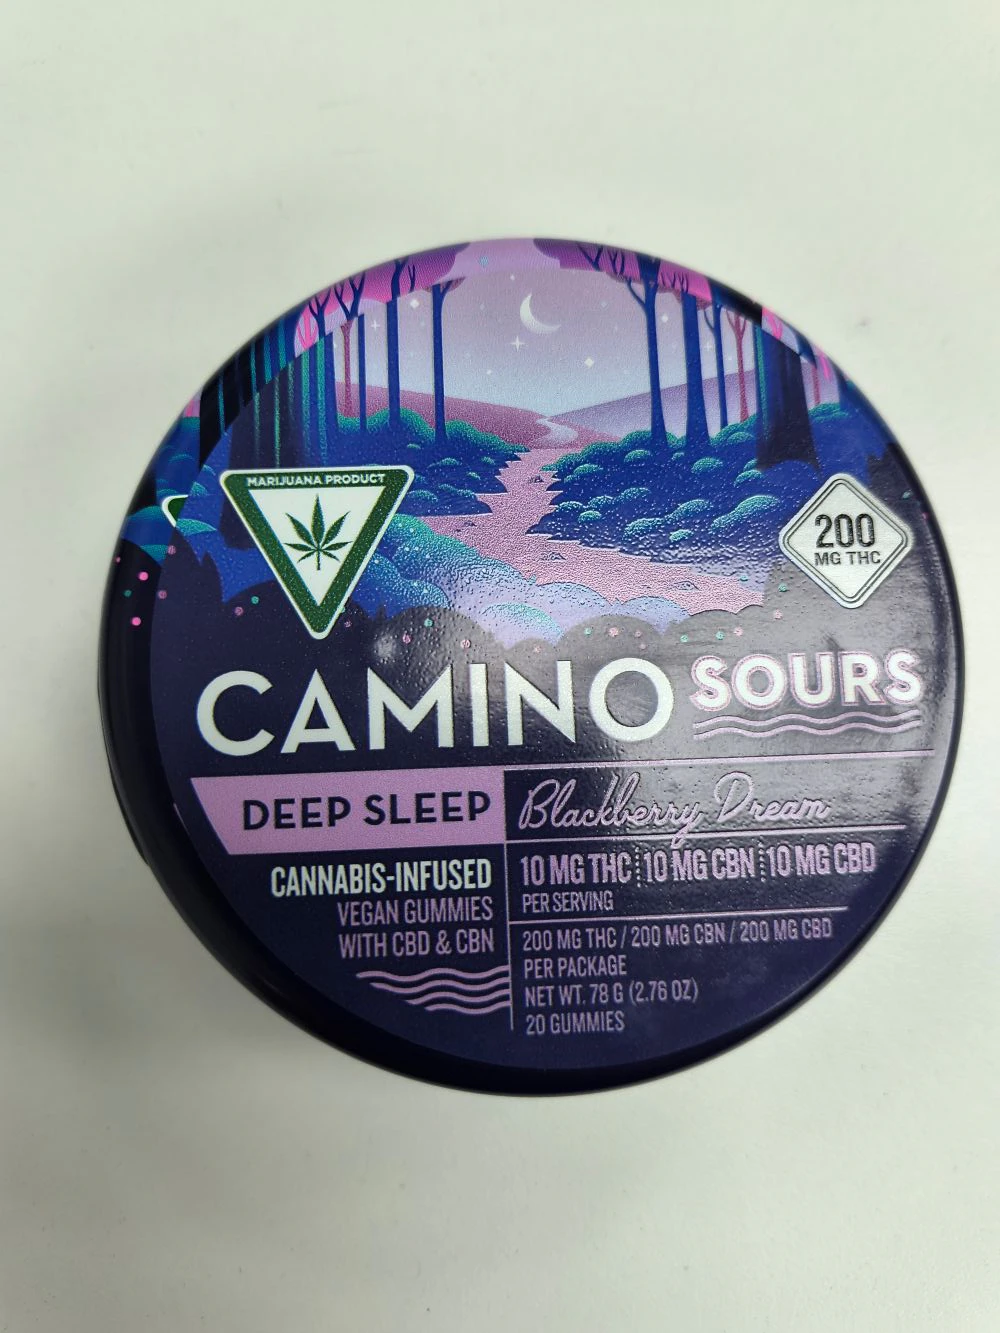 MARIJUANA PRODUCT
200
MG THC
CAMINO SOURS
DEEP SLEEP
Blackberry Dream
CANNABIS-INFUSED
VEGAN GUMMIES
WITH CBD & CBN
10 MG THC 10 MG CBN 10 MG CBD
PER SERVING
200 MG THC / 200 MG CBN / 200 MG CBD
PER PACKAGE
NET WT. 78 G (2.76 OZ)
20 GUMMIES